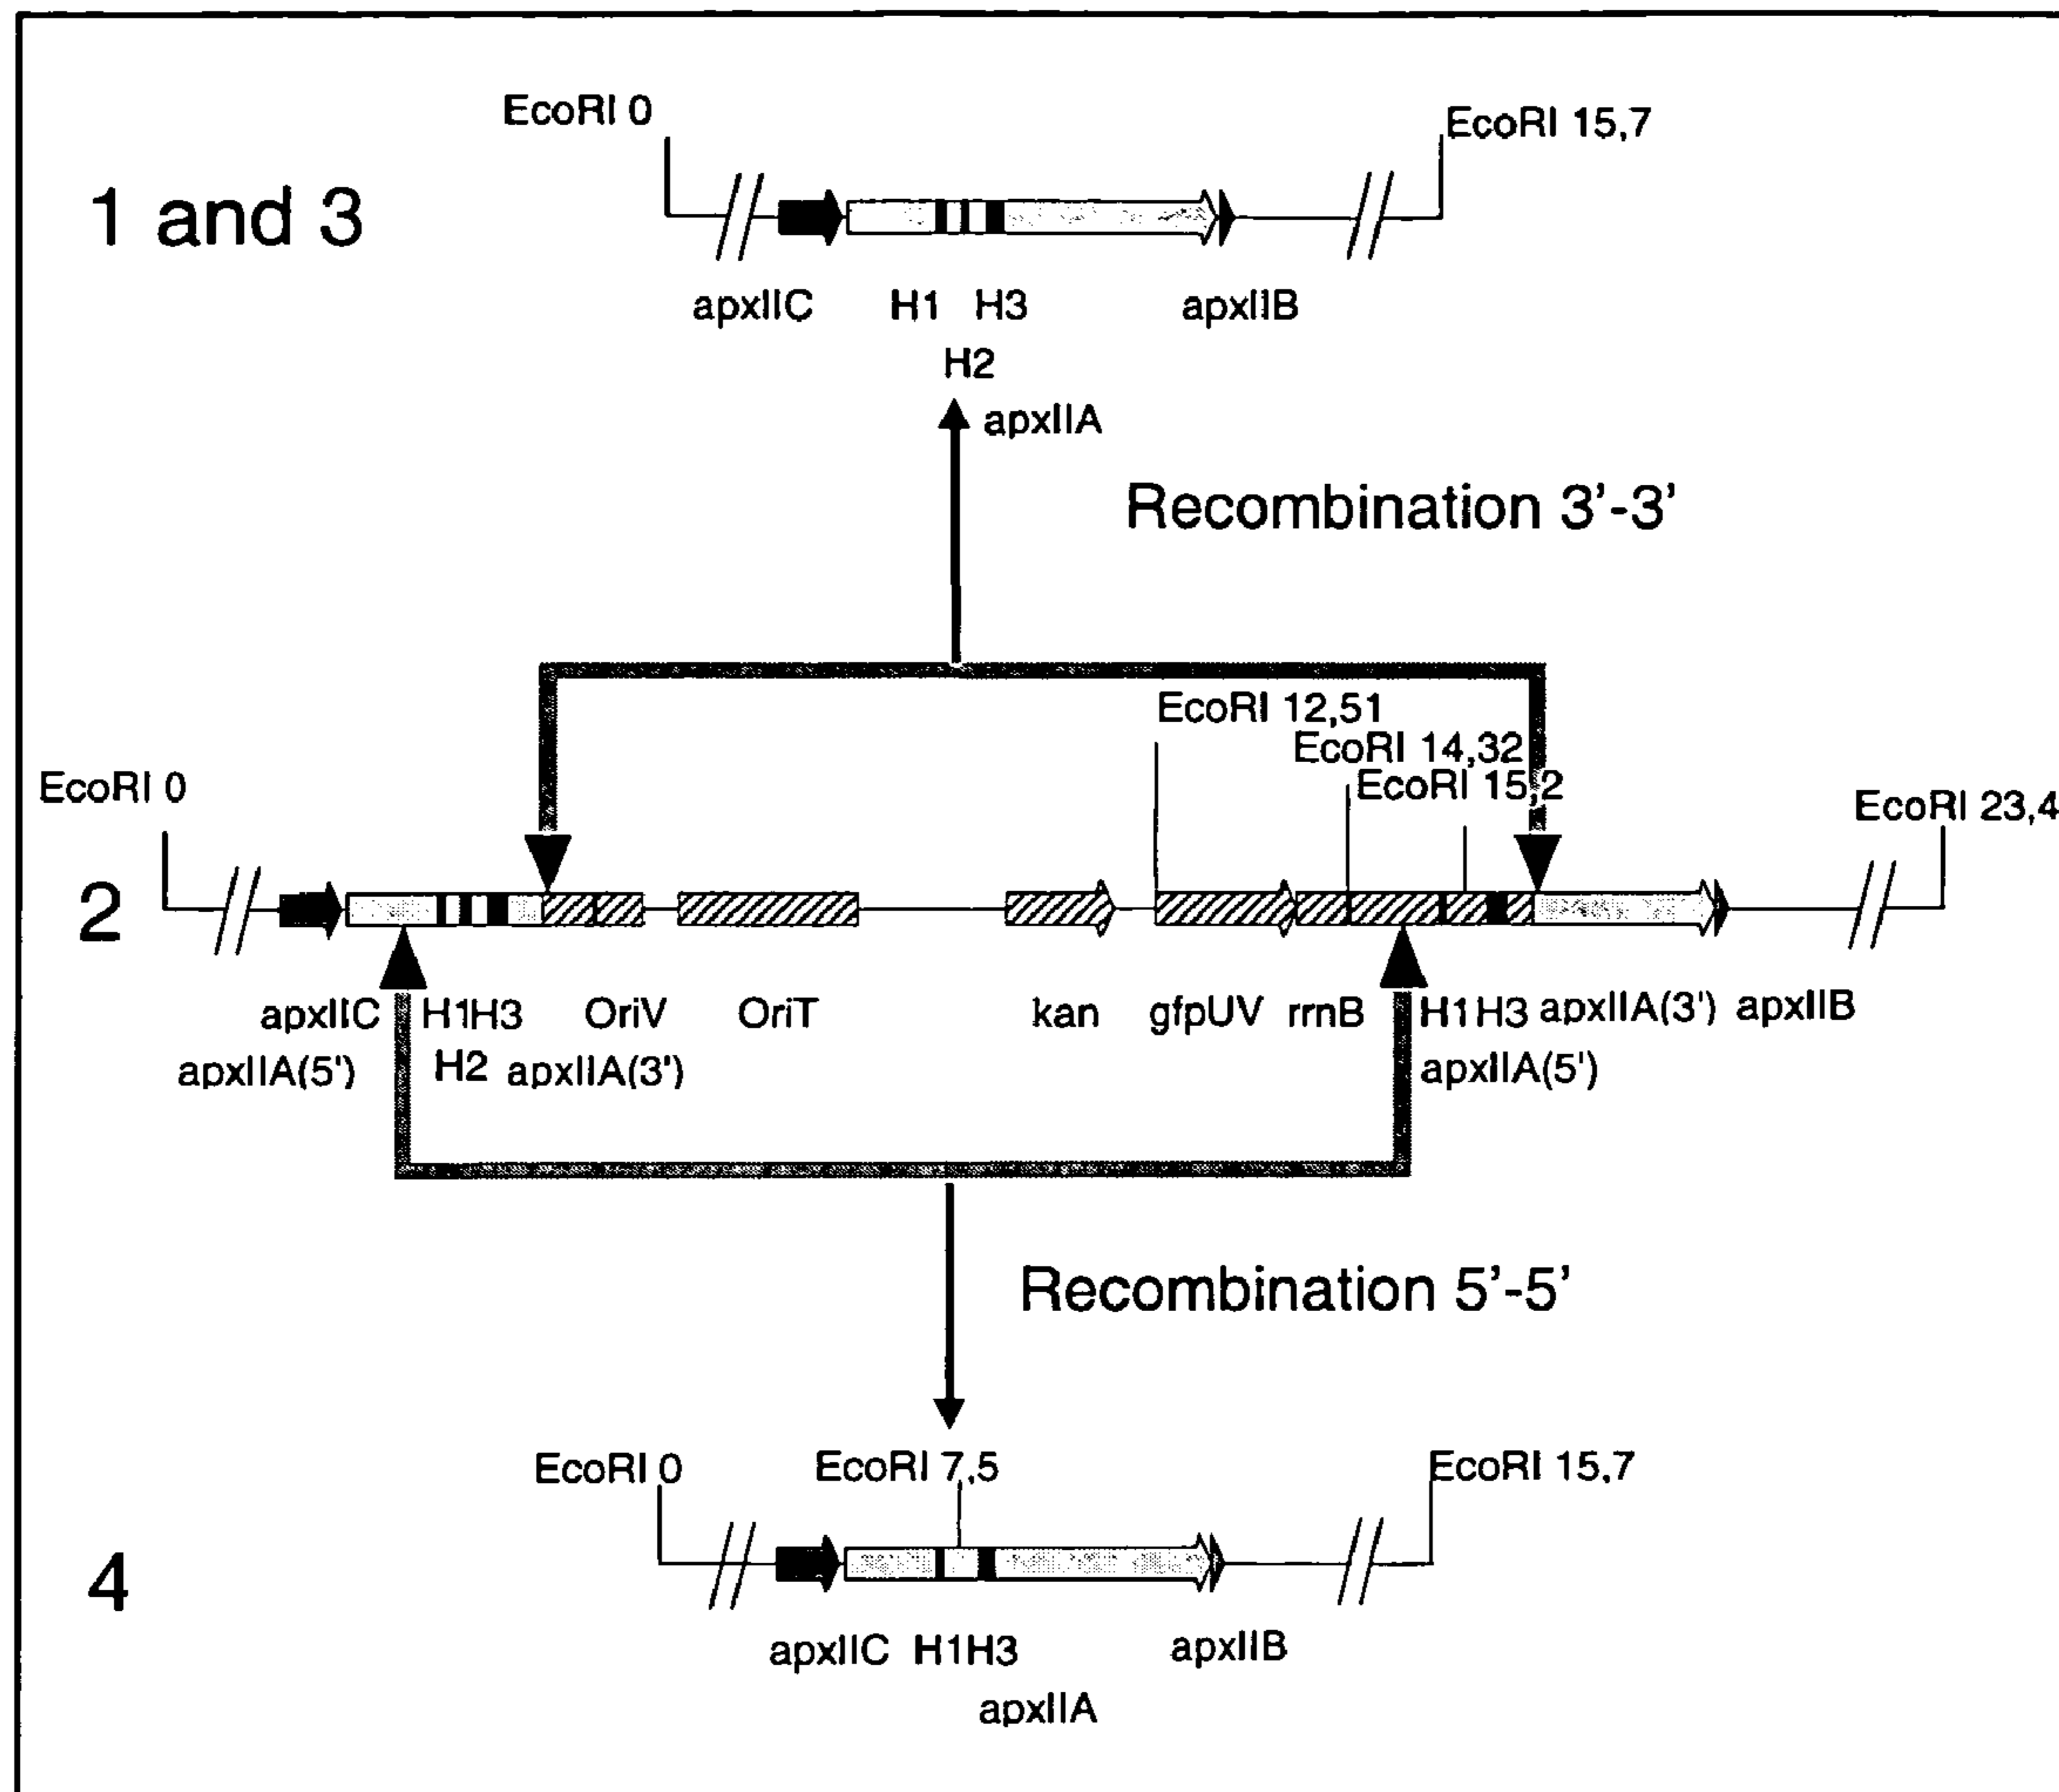 EcoRI 0
EcoRI 15,7
1 and 3
apxIIC H1 H3 apxIIB
H2
apxIIA
Recombination 3'-3'
EcoRI 12,51
EcoRI 14,32
EcoRI 0
EcoRI 15,2
EcoRI 23,4
2
apxIIC H1H3 OriV OriT kan gfpUV rrnB H1H3 apxIIA(3') apxIIB
apxIIA(5') H2 apxIIA(3') apxIIA(5')
Recombination 5'-5'
EcoRI 0 EcoRI 7,5 EcoRI 15,7
4
apxIIC H1H3 apxIIB
apxIIA